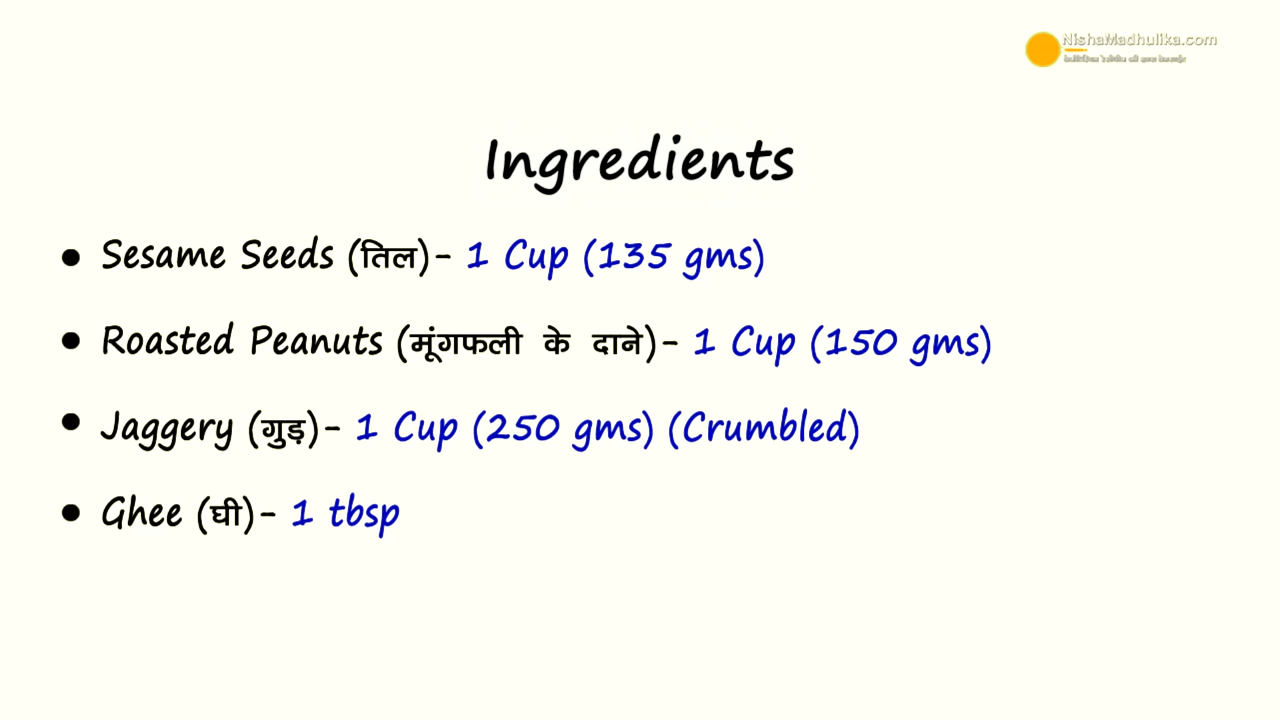 NishaMadhulika.com
Ingredients
• Sesame Seeds (तिल)- 1 Cup (135 gms)
• Roasted Peanuts (मूंगफली के दाने)- 1 Cup (150 gms)
• Jaggery (गुड़)- 1 Cup (250 gms) (Crumbled)
• Ghee (घी)- 1 tbsp